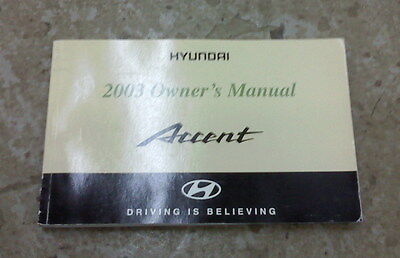 HYUNDAI
2003 Owner's Manual
Accent
DRIVING IS BELIEVING